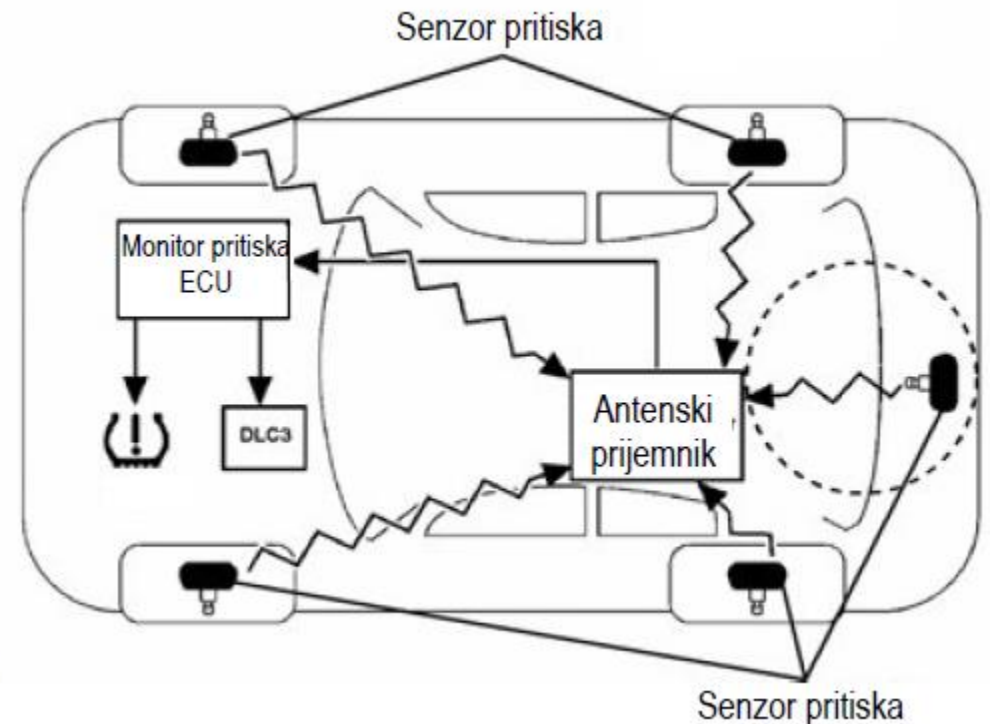 Senzor pritiska
Monitor pritiska
ECU
DLC3
Antenski
prijemnik
Senzor pritiska